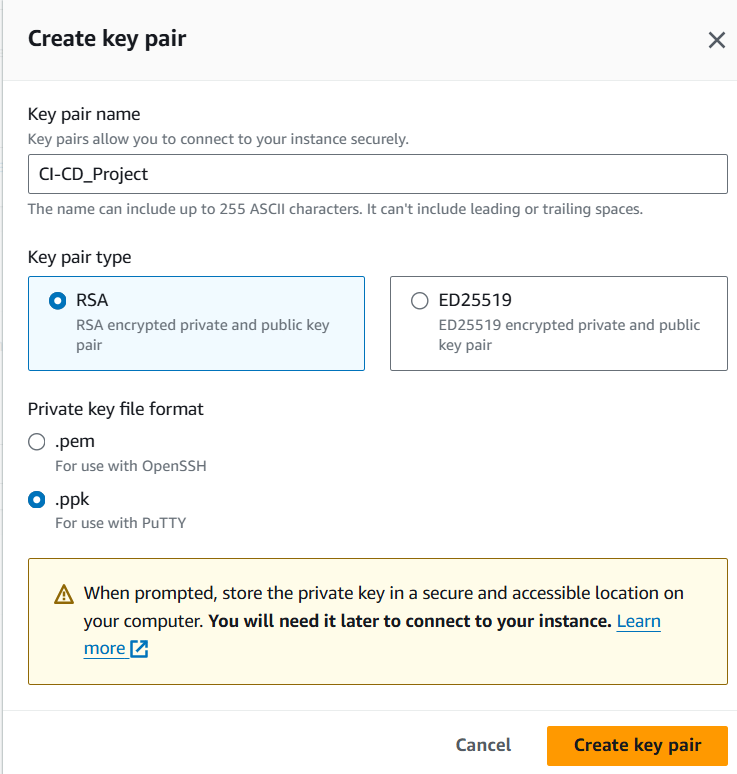 Create key pair
Key pair name
Key pairs allow you to connect to your instance securely.
CI-CD_Project
The name can include up to 255 ASCII characters. It can't include leading or trailing spaces.
Key pair type
RSA
RSA encrypted private and public key
pair
ED25519
ED25519 encrypted private and public
key pair
Private key file format
.pem
For use with OpenSSH
.ppk
For use with PuTTY
When prompted, store the private key in a secure and accessible location on
your computer. You will need it later to connect to your instance. Learn
more
Cancel
Create key pair